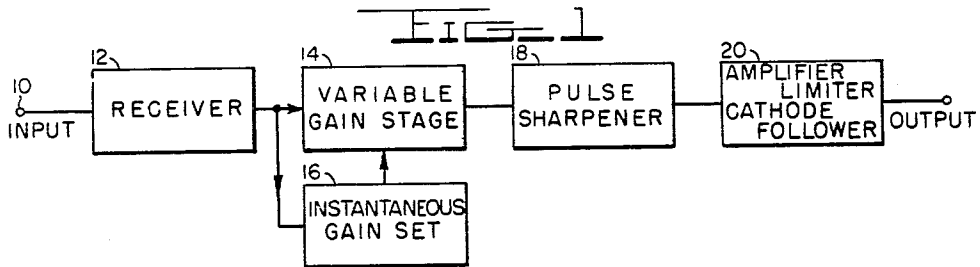 FIG. 1
10
INPUT
12
RECEIVER
14
VARIABLE
GAIN STAGE
16
INSTANTANEOUS
GAIN SET
18
PULSE
SHARPENER
20
AMPLIFIER
LIMITER
CATHODE
FOLLOWER
OUTPUT